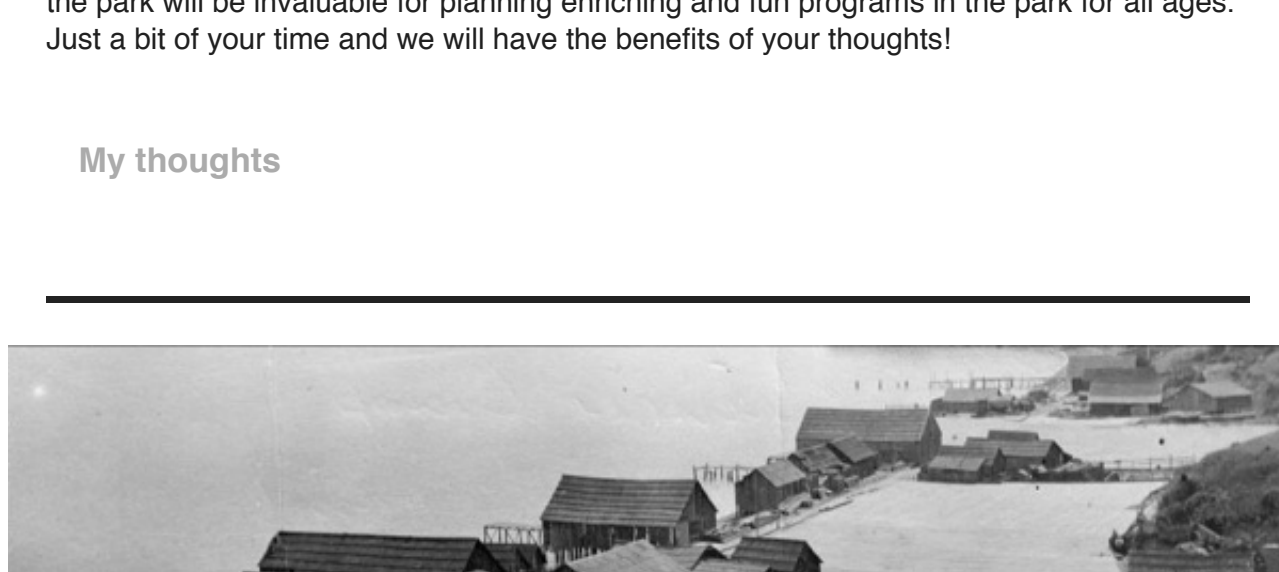 the park will be invaluable for planning enriching and fun programs in the park for all ages.
Just a bit of your time and we will have the benefits of your thoughts!
My thoughts